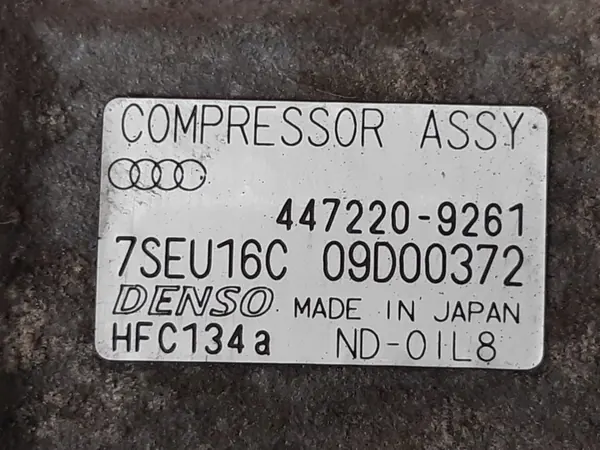 COMPRESSOR ASSY
447220-9261
7SEU16C 09D00372
DENSO MADE IN JAPAN
HFC134a ND-OIL8